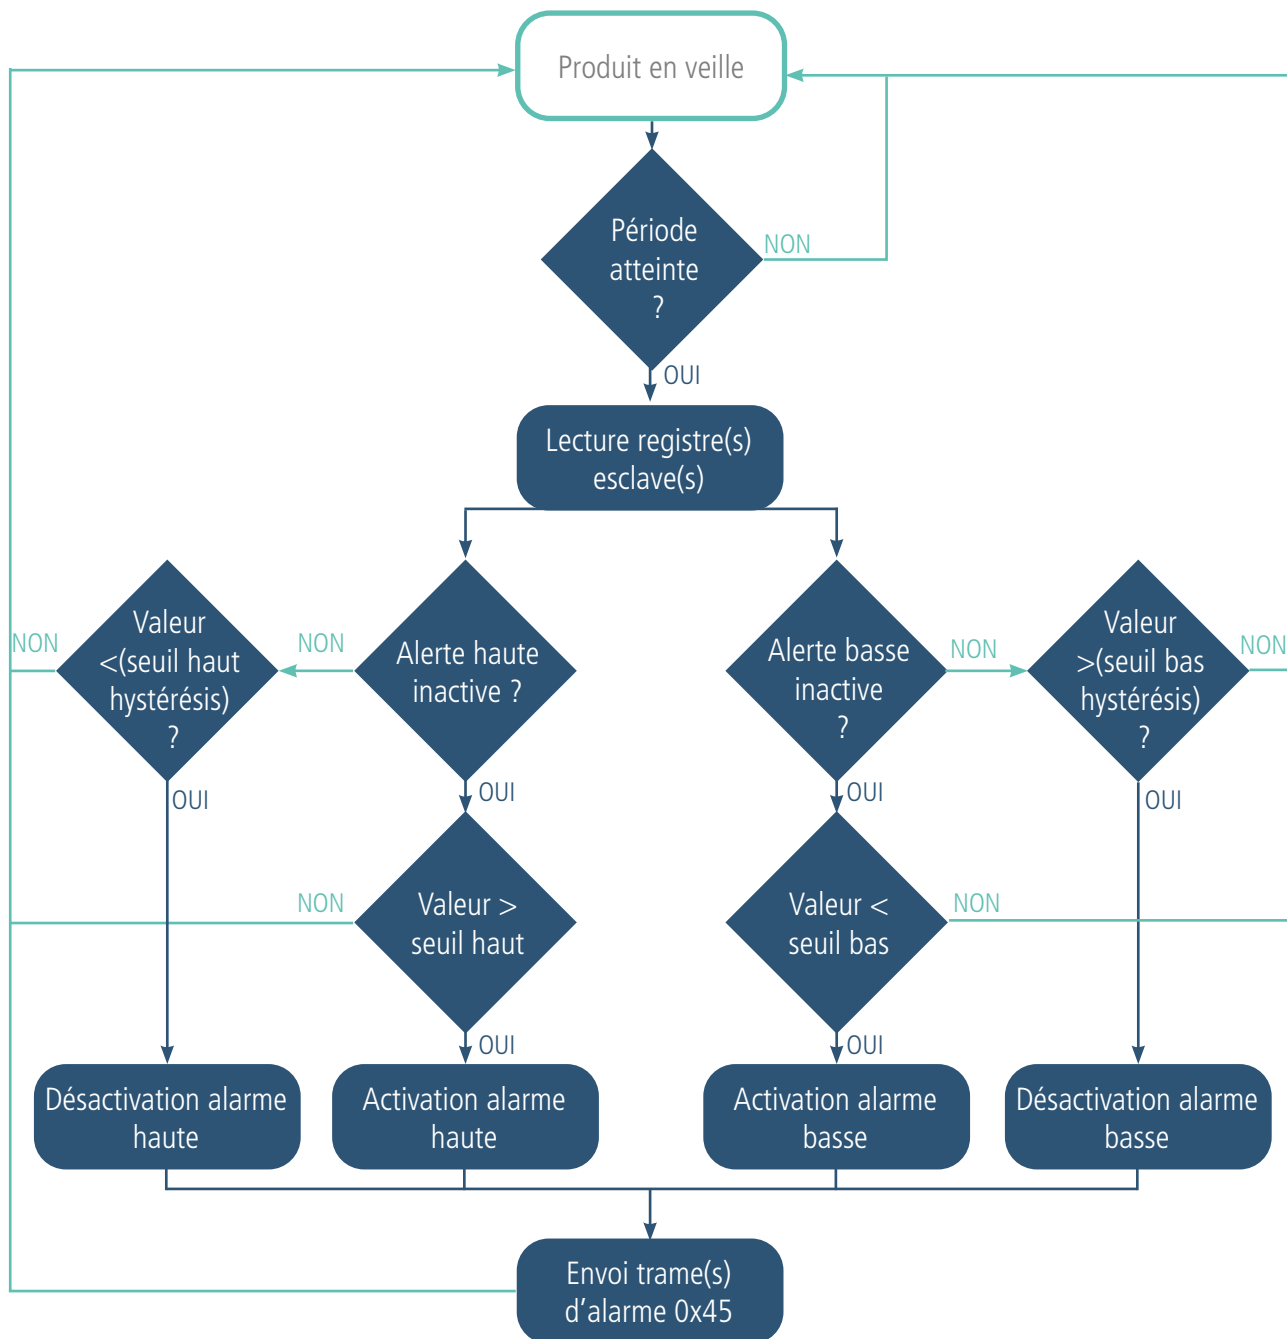 Produit en veille
Période
atteinte
?
NON
OUI
Lecture registre(s)
esclave(s)
Valeur
<(seuil haut
hystérésis)
?
NON
OUI
NON
Alerte haute
inactive ?
OUI
Alerte basse
inactive
?
NON
OUI
Valeur
>(seuil bas
hystérésis)
?
NON
OUI
NON
Valeur >
seuil haut
OUI
Valeur <
seuil bas
NON
OUI
Désactivation alarme
haute
Activation alarme
haute
Activation alarme
basse
Désactivation alarme
basse
Envoi trame(s)
d’alarme 0x45